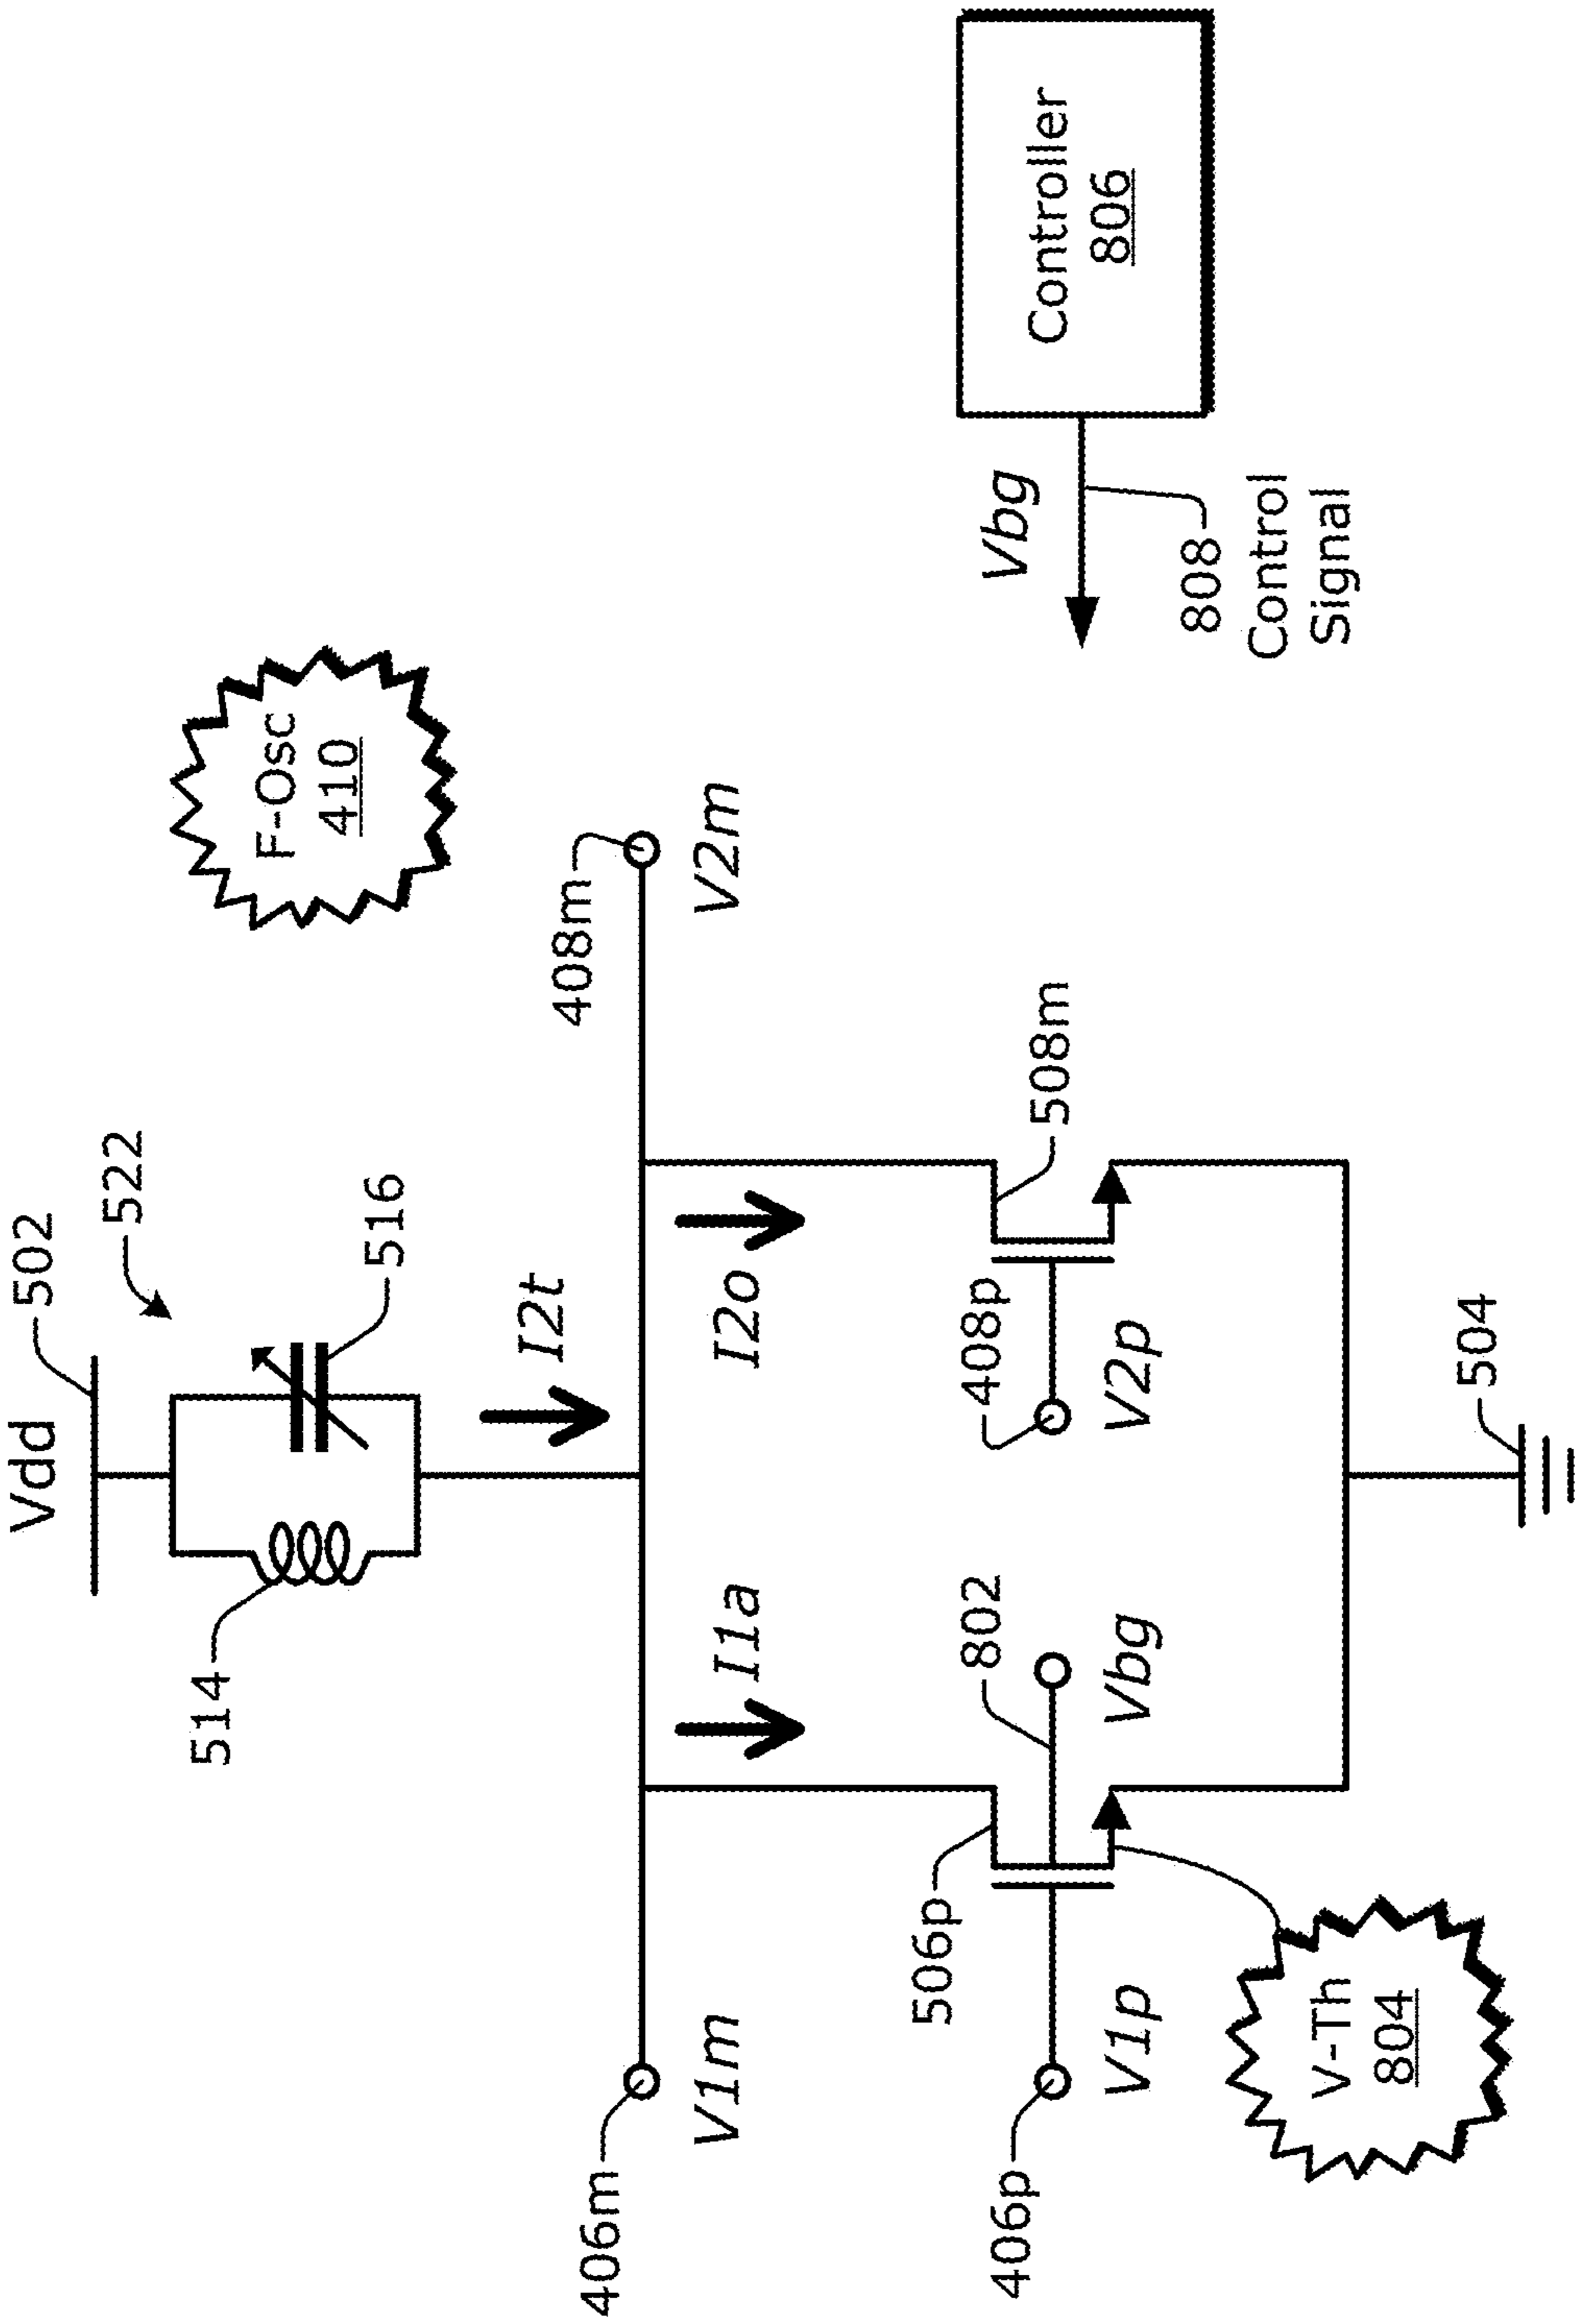 Vdd
502
522
514
516
F-Osc
410
I2t
406m
V1m
408m
V2m
I1a
I2o
506p
802
408p
508m
406p
V1p
Vbg
V2p
Vbg
Controller
806
808
Control
Signal
V-Th
804
504